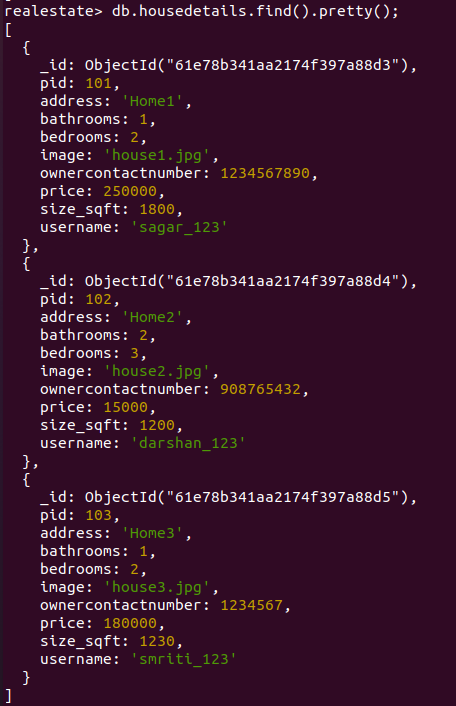 realestate> db.housedetails.find().pretty();
[
  {
    _id: ObjectId("61e78b341aa2174f397a88d3"),
    pid: 101,
    address: 'Home1',
    bathrooms: 1,
    bedrooms: 2,
    image: 'house1.jpg',
    ownercontactnumber: 1234567890,
    price: 250000,
    size_sqft: 1800,
    username: 'sagar_123'
  },
  {
    _id: ObjectId("61e78b341aa2174f397a88d4"),
    pid: 102,
    address: 'Home2',
    bathrooms: 2,
    bedrooms: 3,
    image: 'house2.jpg',
    ownercontactnumber: 908765432,
    price: 15000,
    size_sqft: 1200,
    username: 'darshan_123'
  },
  {
    _id: ObjectId("61e78b341aa2174f397a88d5"),
    pid: 103,
    address: 'Home3',
    bathrooms: 1,
    bedrooms: 2,
    image: 'house3.jpg',
    ownercontactnumber: 1234567,
    price: 180000,
    size_sqft: 1230,
    username: 'smriti_123'
  }
]